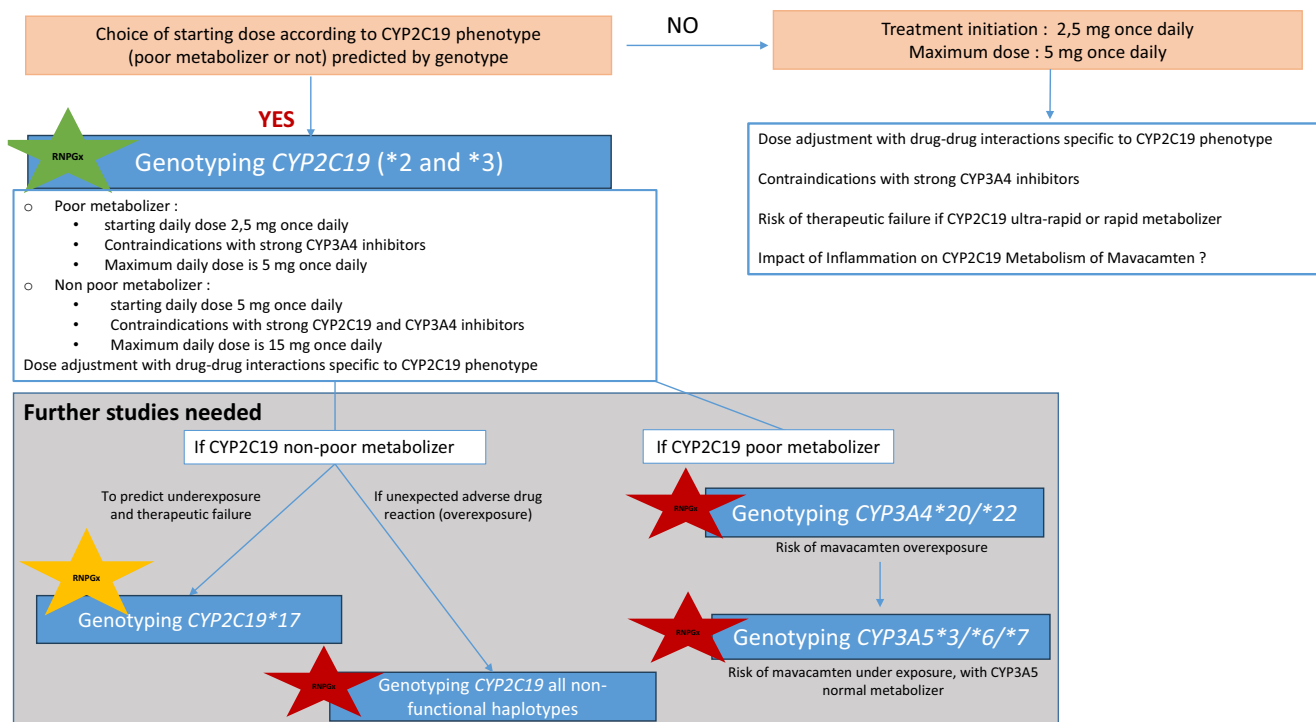 Choice of starting dose according to CYP2C19 phenotype
(poor metabolizer or not) predicted by genotype
NO
Treatment initiation : 2,5 mg once daily
Maximum dose : 5 mg once daily
YES
RNPGx
Genotyping CYP2C19 (*2 and *3)
o Poor metabolizer :
• starting daily dose 2,5 mg once daily
• Contraindications with strong CYP3A4 inhibitors
• Maximum daily dose is 5 mg once daily
o Non poor metabolizer :
• starting daily dose 5 mg once daily
• Contraindications with strong CYP2C19 and CYP3A4 inhibitors
• Maximum daily dose is 15 mg once daily
Dose adjustment with drug-drug interactions specific to CYP2C19 phenotype
Dose adjustment with drug-drug interactions specific to CYP2C19 phenotype
Contraindications with strong CYP3A4 inhibitors
Risk of therapeutic failure if CYP2C19 ultra-rapid or rapid metabolizer
Impact of Inflammation on CYP2C19 Metabolism of Mavacamten ?
Further studies needed
If CYP2C19 non-poor metabolizer
To predict underexposure
and therapeutic failure
If unexpected adverse drug
reaction (overexposure)
RNPGx
Genotyping CYP2C19*17
RNPGx
Genotyping CYP2C19 all non-
functional haplotypes
If CYP2C19 poor metabolizer
RNPGx
Genotyping CYP3A4*20/*22
Risk of mavacamten overexposure
RNPGx
Genotyping CYP3A5*3/*6/*7
Risk of mavacamten under exposure, with CYP3A5
normal metabolizer